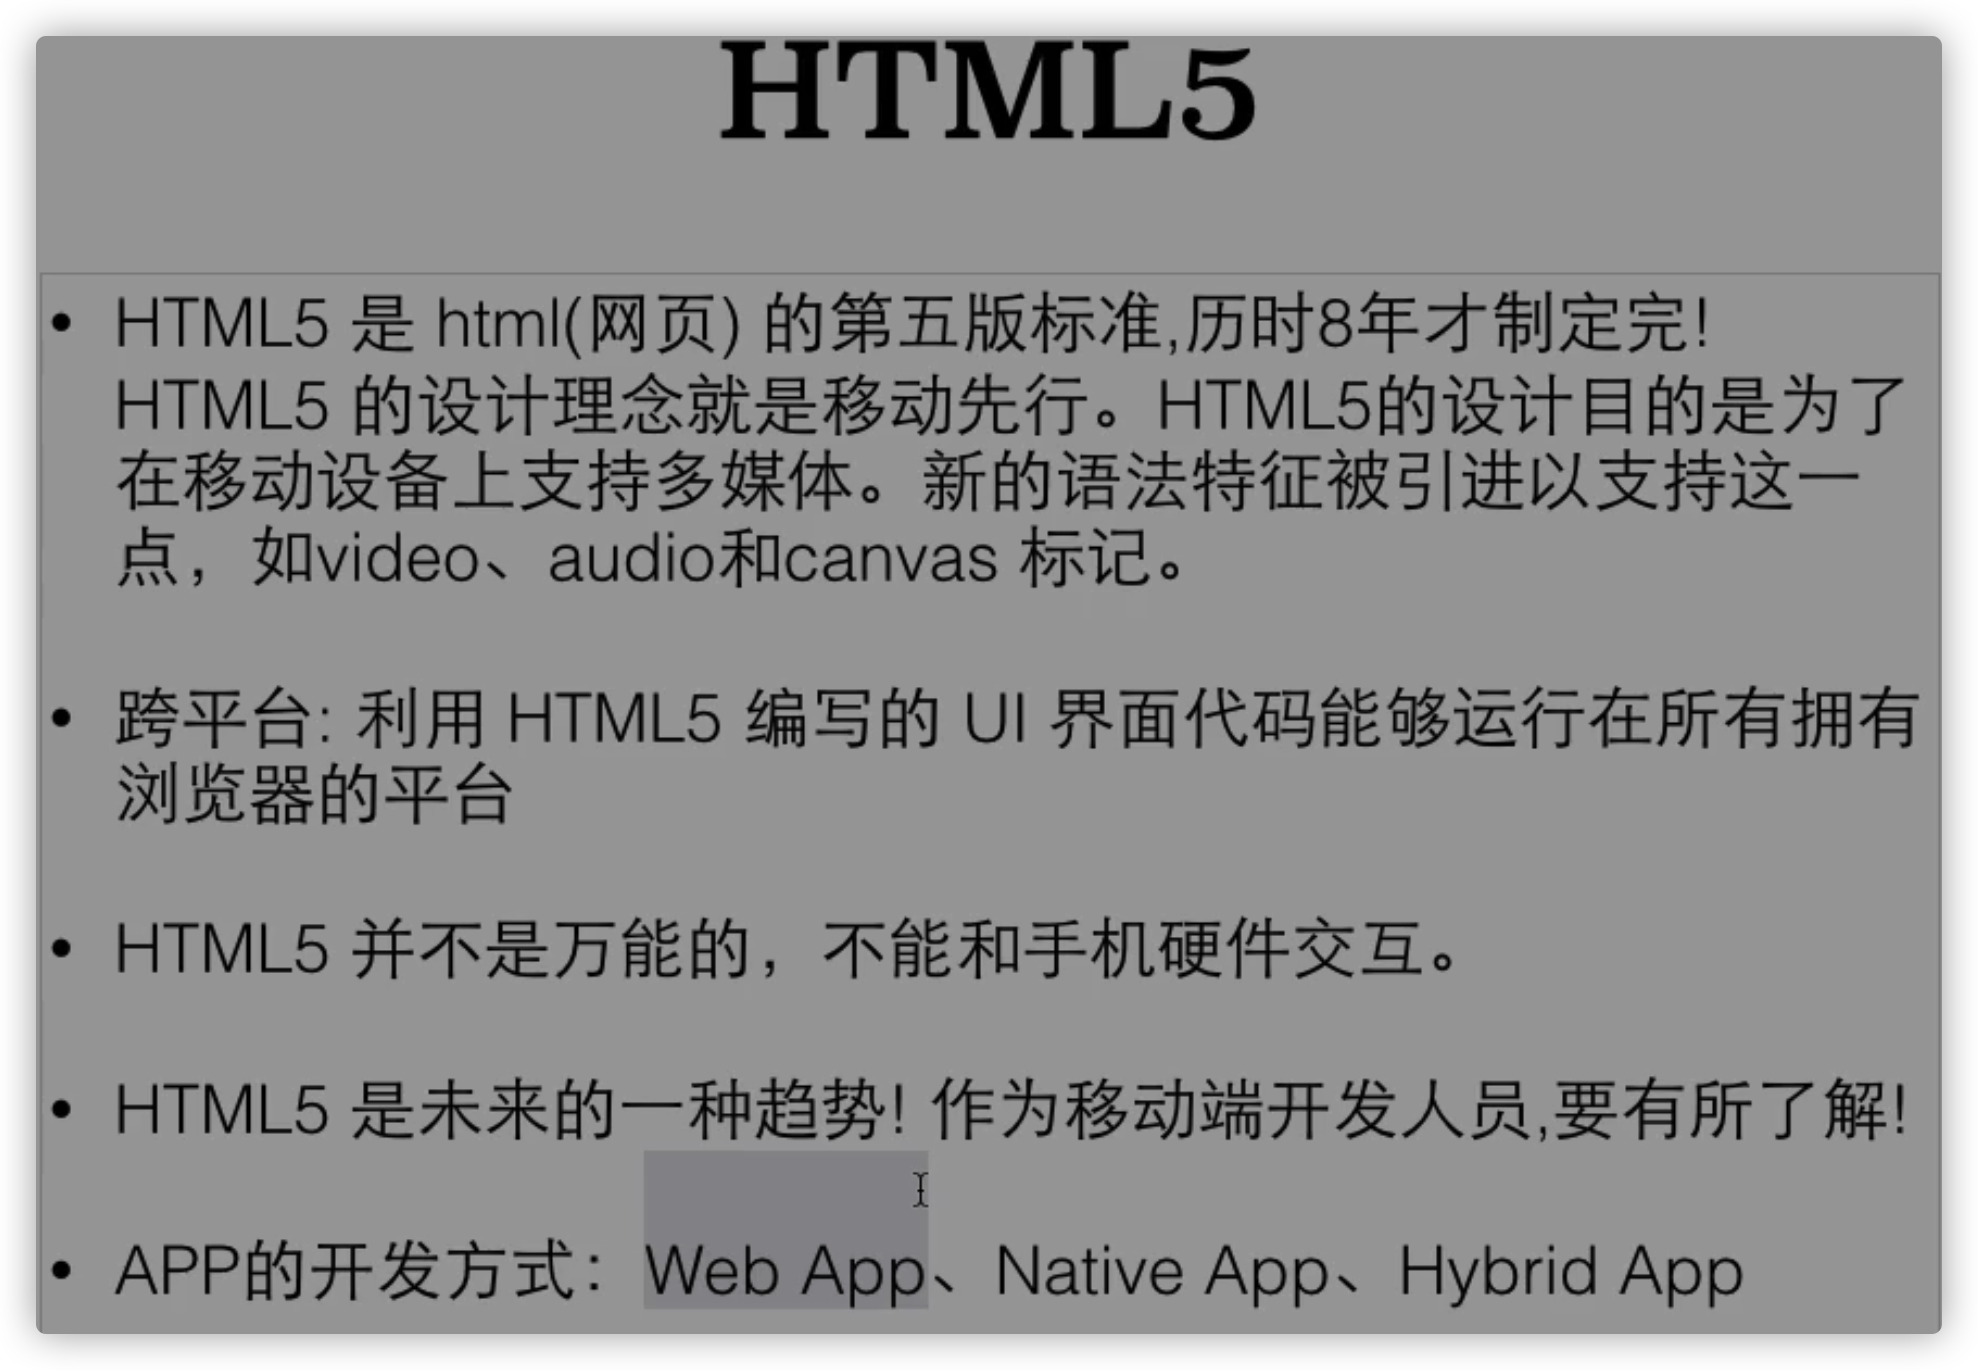 HTML5
• HTML5 是 html(网页) 的第五版标准,历时8年才制定完!
HTML5 的设计理念就是移动先行。HTML5的设计目的是为了
在移动设备上支持多媒体。新的语法特征被引进以支持这一
点，如video、audio和canvas 标记。
• 跨平台: 利用 HTML5 编写的 UI 界面代码能够运行在所有拥有
浏览器的平台
• HTML5 并不是万能的，不能和手机硬件交互。
• HTML5 是未来的一种趋势! 作为移动端开发人员,要有所了解!
• APP的开发方式：Web App、Native App、Hybrid App